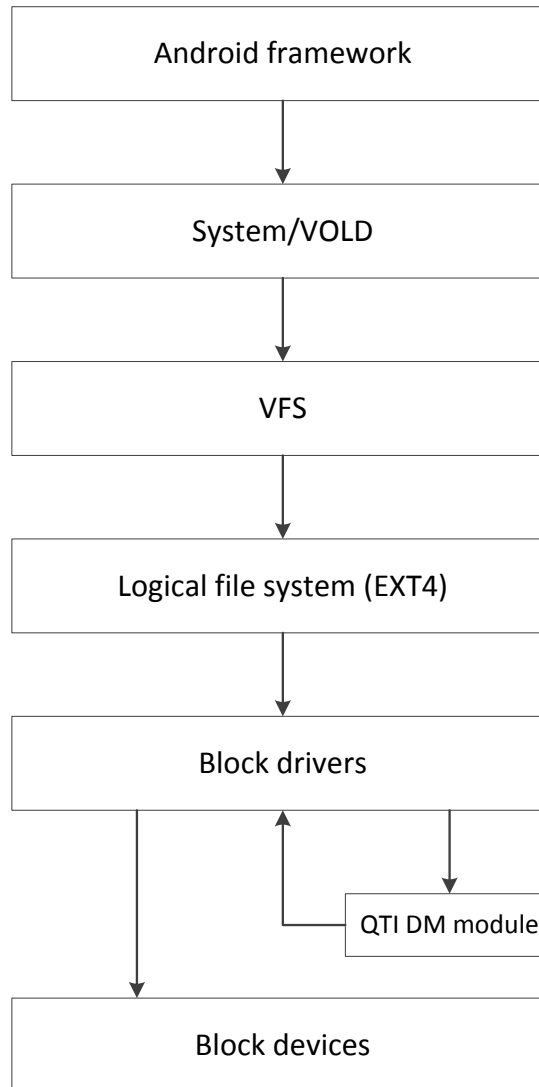 Android framework
System/VOLD
VFS
Logical file system (EXT4)
Block drivers
QTI DM module
Block devices